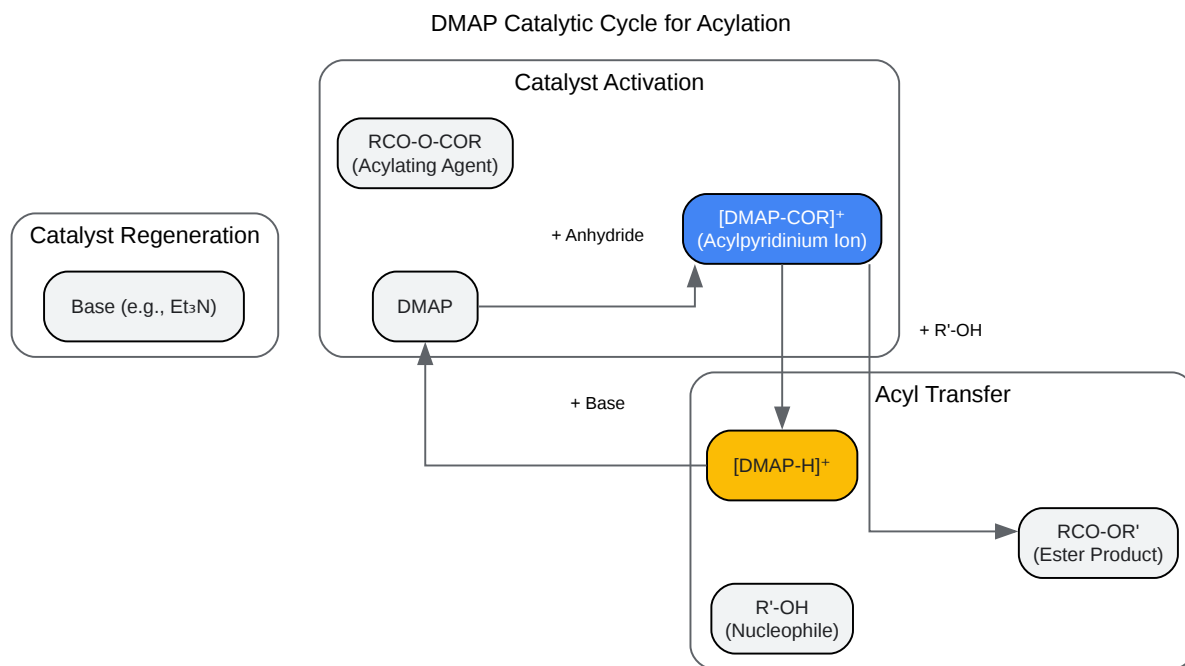 DMAP Catalytic Cycle for Acylation
Catalyst Activation
RCO-O-COR
(Acylating Agent)
[DMAP-COR]⁺
(Acylpyridinium Ion)
+ Anhydride
DMAP
Catalyst Regeneration
Base (e.g., Et₃N)
+ R'-OH
+ Base
Acyl Transfer
[DMAP-H]⁺
RCO-OR'
(Ester Product)
R'-OH
(Nucleophile)